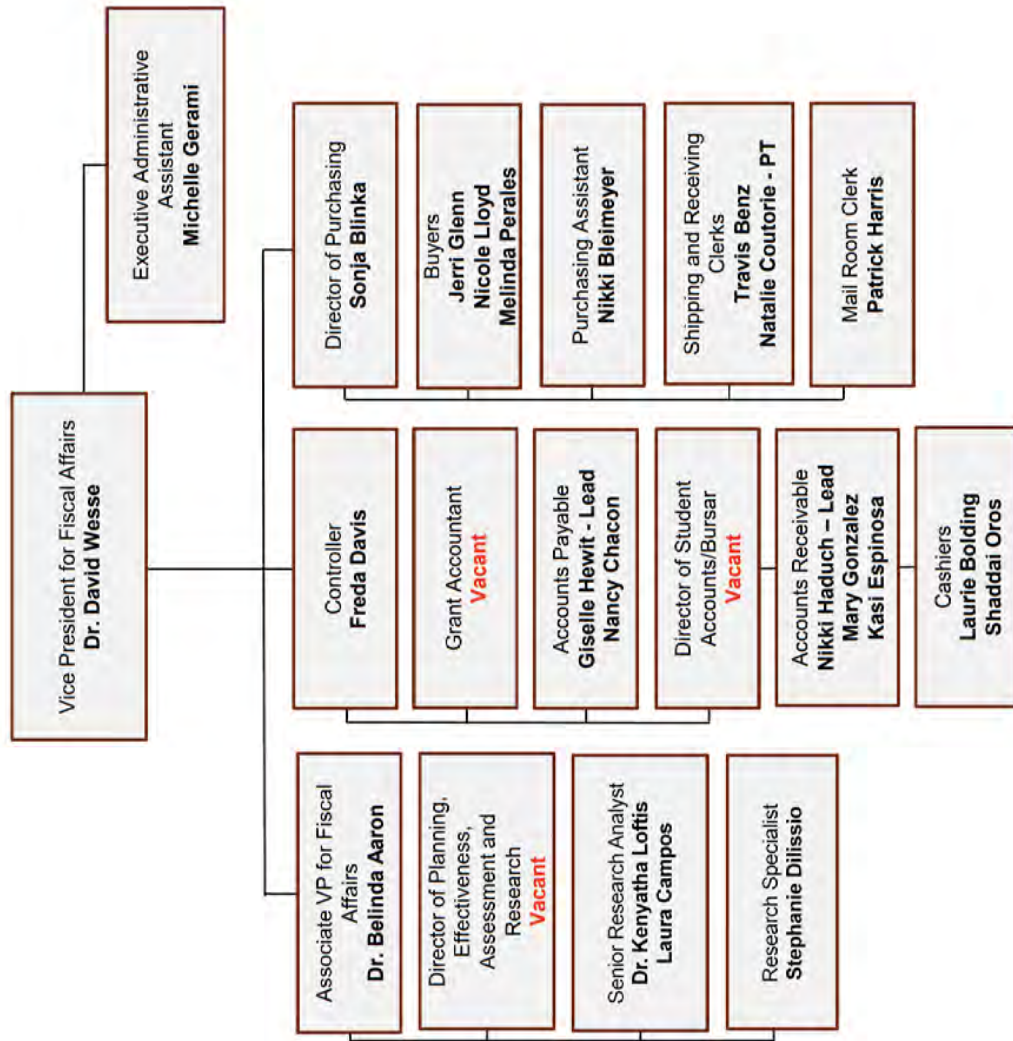 Vice President for Fiscal Affairs
Dr. David Wesse
Executive Administrative
Assistant
Michelle Gerami
Associate VP for Fiscal
Affairs
Dr. Belinda Aaron
Director of Planning,
Effectiveness,
Assessment and
Research
Vacant
Senior Research Analyst
Dr. Kenyatha Loftis
Laura Campos
Research Specialist
Stephanie Dilissio
Controller
Freda Davis
Grant Accountant
Vacant
Accounts Payable
Giselle Hewit - Lead
Nancy Chacon
Director of Student
Accounts/Bursar
Vacant
Accounts Receivable
Nikki Haduch – Lead
Mary Gonzalez
Kasi Espinosa
Cashiers
Laurie Bolding
Shaddai Oros
Director of Purchasing
Sonja Blinka
Buyers
Jerri Glenn
Nicole Lloyd
Melinda Perales
Purchasing Assistant
Nikki Bleimeyer
Shipping and Receiving
Clerks
Travis Benz
Natalie Coutorie - PT
Mail Room Clerk
Patrick Harris